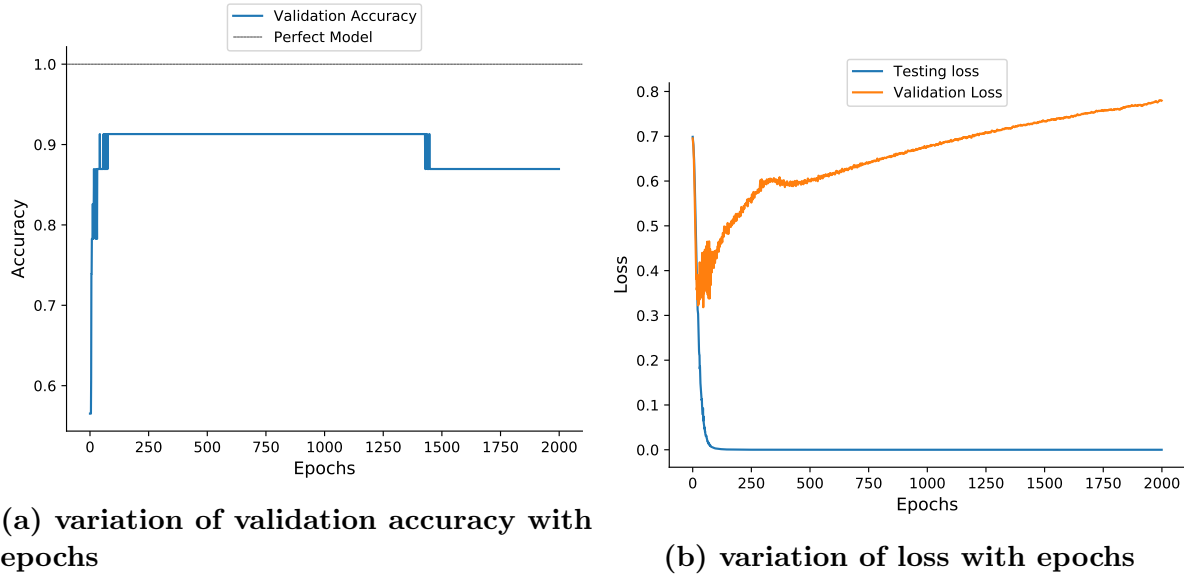 Validation Accuracy
Perfect Model
1.0
0.9
0.8
0.7
0.6
Accuracy
0 250 500 750 1000 1250 1500 1750 2000
Epochs
(a) variation of validation accuracy with
epochs
Testing loss
Validation Loss
0.8
0.7
0.6
0.5
0.4
0.3
0.2
0.1
0.0
Loss
0 250 500 750 1000 1250 1500 1750 2000
Epochs
(b) variation of loss with epochs